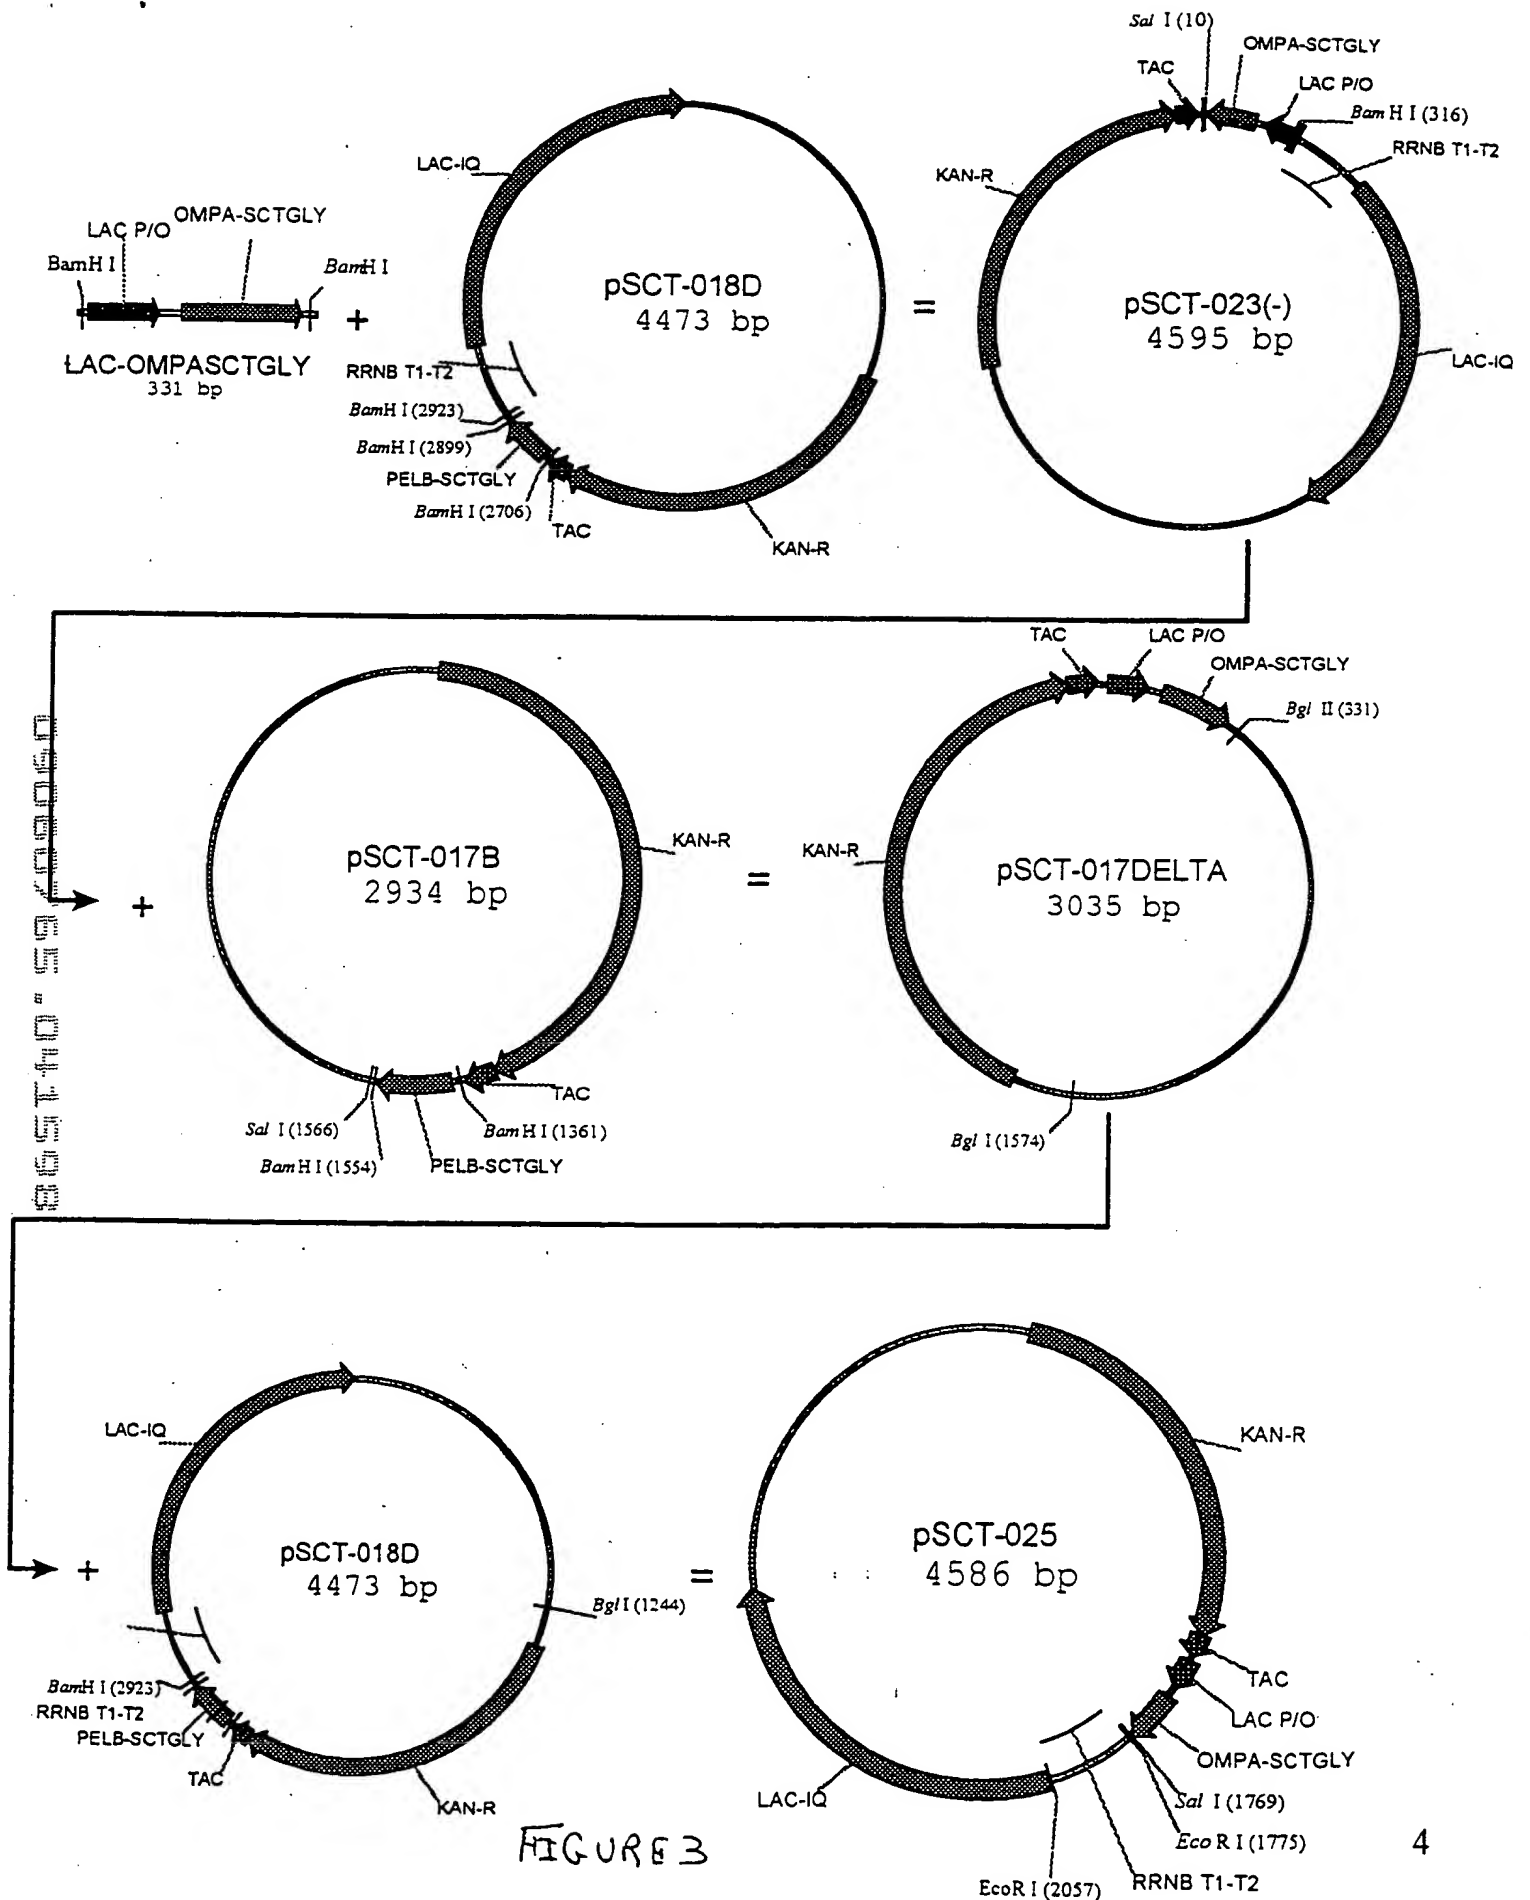 Sal I (10)
OMPA-SCTGLY
TAC
LAC P/O
BamH I (316)
RRNB T1-T2
LAC-IQ
KAN-R
OMPA-SCTGLY
LAC P/O
BamH I
BamH I
pSCT-018D
4473 bp
pSCT-023(-)
4595 bp
+
=
LAC-OMPASCTGLY
331 bp
RRNB T1-T2
LAC-IQ
BamH I (2923)
BamH I (2899)
PELB-SCTGLY
BamH I (2706)
TAC
KAN-R
TAC
LAC P/O
OMPA-SCTGLY
Bgl II (331)
KAN-R
KAN-R
pSCT-017B
2934 bp
pSCT-017DELTA
3035 bp
+
=
TAC
Sal I (1566)
BamH I (1361)
Bgl I (1574)
BamH I (1554)
PELB-SCTGLY
09060765.041598
LAC-IQ
KAN-R
pSCT-018D
4473 bp
pSCT-025
4586 bp
+
=
Bgl I (1244)
BamH I (2923)
RRNB T1-T2
PELB-SCTGLY
TAC
KAN-R
TAC
LAC P/O
OMPA-SCTGLY
LAC-IQ
Sal I (1769)
Eco R I (1775)
RRNB T1-T2
EcoR I (2057)
FIGURE 3
4